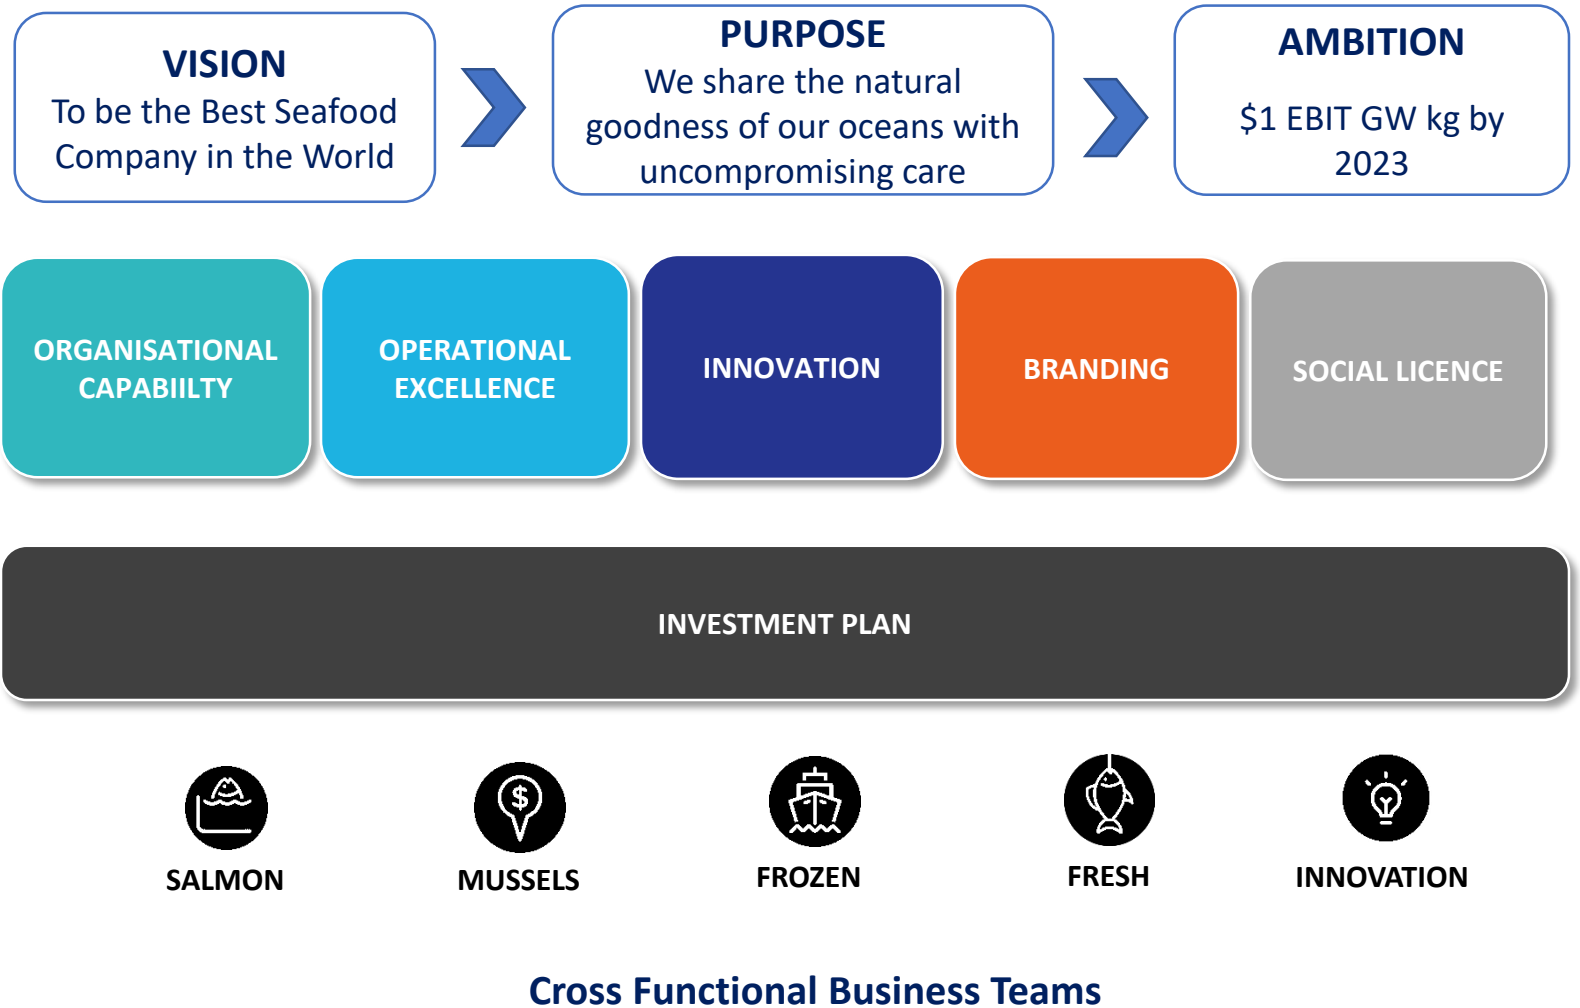 VISION
To be the Best Seafood
Company in the World
PURPOSE
We share the natural
goodness of our oceans with
uncompromising care
AMBITION
$1 EBIT GW kg by
2023
ORGANISATIONAL
CAPABIILTY
OPERATIONAL
EXCELLENCE
INNOVATION
BRANDING
SOCIAL LICENCE
INVESTMENT PLAN
$
SALMON
MUSSELS
FROZEN
FRESH
INNOVATION
Cross Functional Business Teams